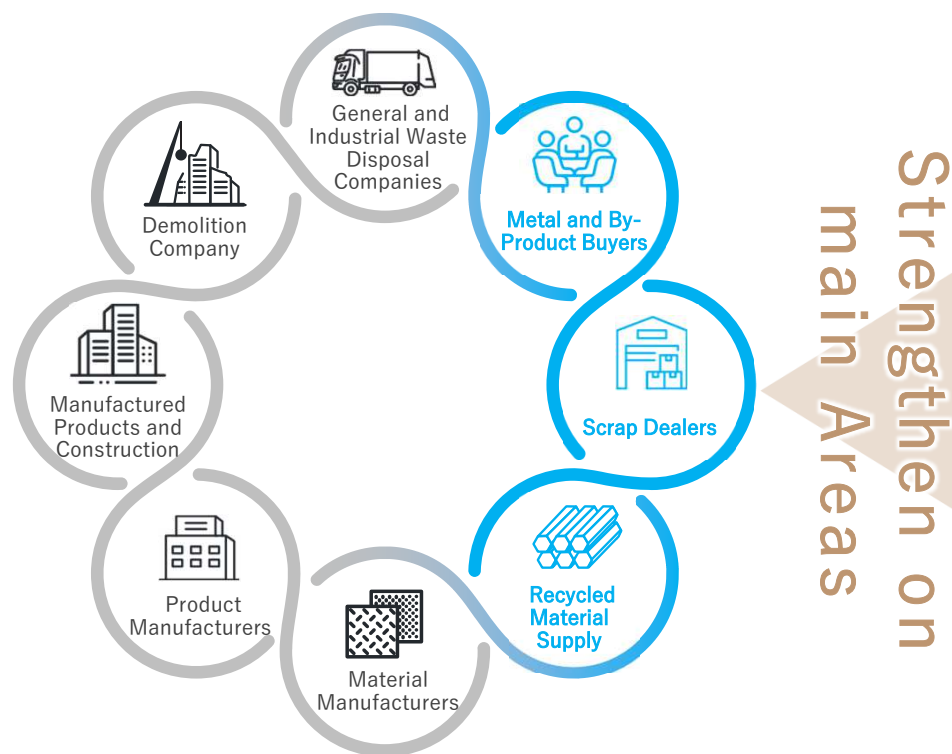 General and
Industrial Waste
Disposal
Companies
Metal and By-
Product Buyers
Scrap Dealers
Recycled
Material
Supply
Material
Manufacturers
Product
Manufacturers
Manufactured
Products and
Construction
Demolition
Company
Strengthen on
main Areas